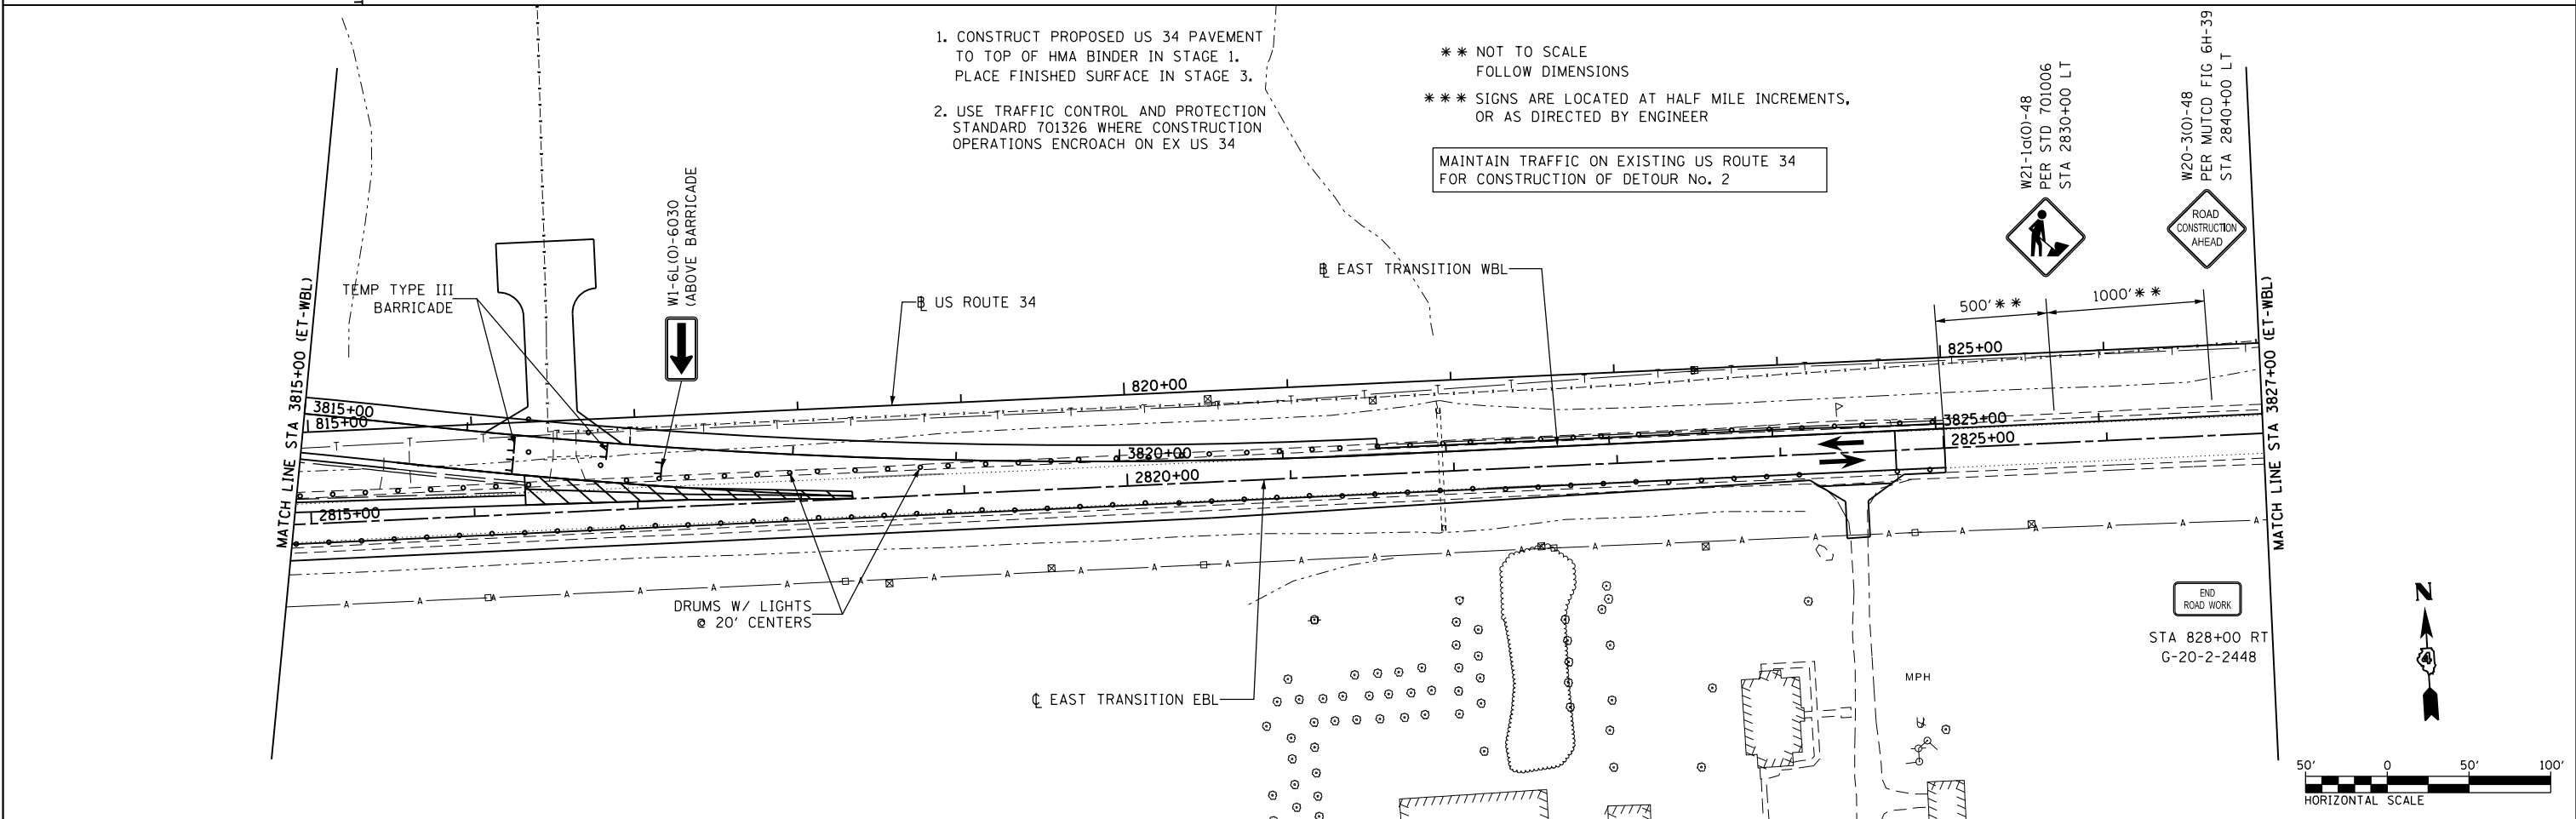 1. CONSTRUCT PROPOSED US 34 PAVEMENT
TO TOP OF HMA BINDER IN STAGE 1.
PLACE FINISHED SURFACE IN STAGE 3.
2. USE TRAFFIC CONTROL AND PROTECTION
STANDARD 701326 WHERE CONSTRUCTION
OPERATIONS ENCROACH ON EX US 34
** NOT TO SCALE
FOLLOW DIMENSIONS
*** SIGNS ARE LOCATED AT HALF MILE INCREMENTS,
OR AS DIRECTED BY ENGINEER
MAINTAIN TRAFFIC ON EXISTING US ROUTE 34
FOR CONSTRUCTION OF DETOUR No. 2
W21-1a(O)-48
PER STD 701006
STA 2830+00 LT
W20-3(O)-48
PER MUTCD FIG 6H-39
STA 2840+00 LT
ROAD
CONSTRUCTION
AHEAD
MATCH LINE STA 3815+00 (ET-WBL)
TEMP TYPE III
BARRICADE
W1-6L(O)-6030
(ABOVE BARRICADE
℄ US ROUTE 34
℄ EAST TRANSITION WBL
500'**
1000'**
MATCH LINE STA 3827+00 (ET-WBL)
825+00
820+00
3815+00
815+00
3825+00
2825+00
3820+00
2820+00
2815+00
DRUMS W/ LIGHTS
@ 20' CENTERS
℄ EAST TRANSITION EBL
END
ROAD WORK
STA 828+00 RT
G-20-2-2448
MPH
N
50' 0 50' 100'
HORIZONTAL SCALE